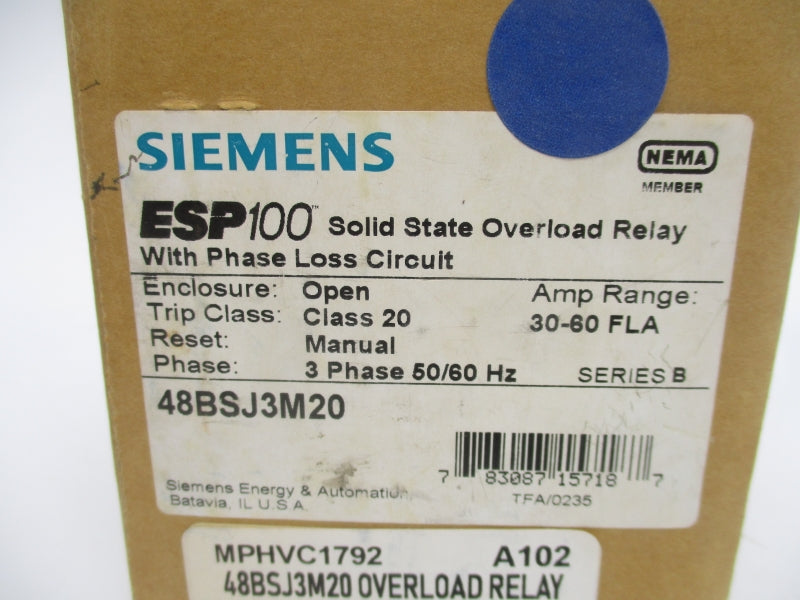 SIEMENS
NEMA
MEMBER
ESP100™ Solid State Overload Relay
With Phase Loss Circuit
Enclosure: Open Amp Range:
Trip Class: Class 20 30-60 FLA
Reset: Manual
Phase: 3 Phase 50/60 Hz SERIES B
48BSJ3M20
7 83087 15718 7
Siemens Energy & Automation,
Batavia, IL U.S.A. TFA/0235
MPHVC1792 A102
48BSJ3M20 OVERLOAD RELAY